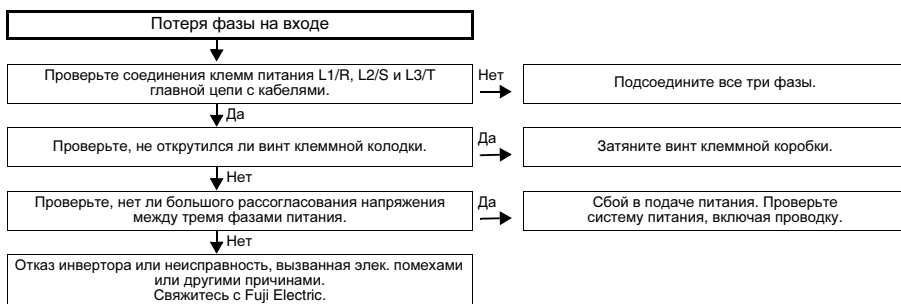 Потеря фазы на входе
Проверьте соединения клемм питания L1/R, L2/S и L3/T
главной цепи с кабелями.
Нет
Подсоедините все три фазы.
Да
Проверьте, не открутился ли винт клеммной колодки.
Да
Затяните винт клеммной коробки.
Нет
Проверьте, нет ли большого рассогласования напряжения
между тремя фазами питания.
Да
Сбой в подаче питания. Проверьте
систему питания, включая проводку.
Нет
Отказ инвертора или неисправность, вызванная элек. помехами
или другими причинами.
Свяжитесь с Fuji Electric.